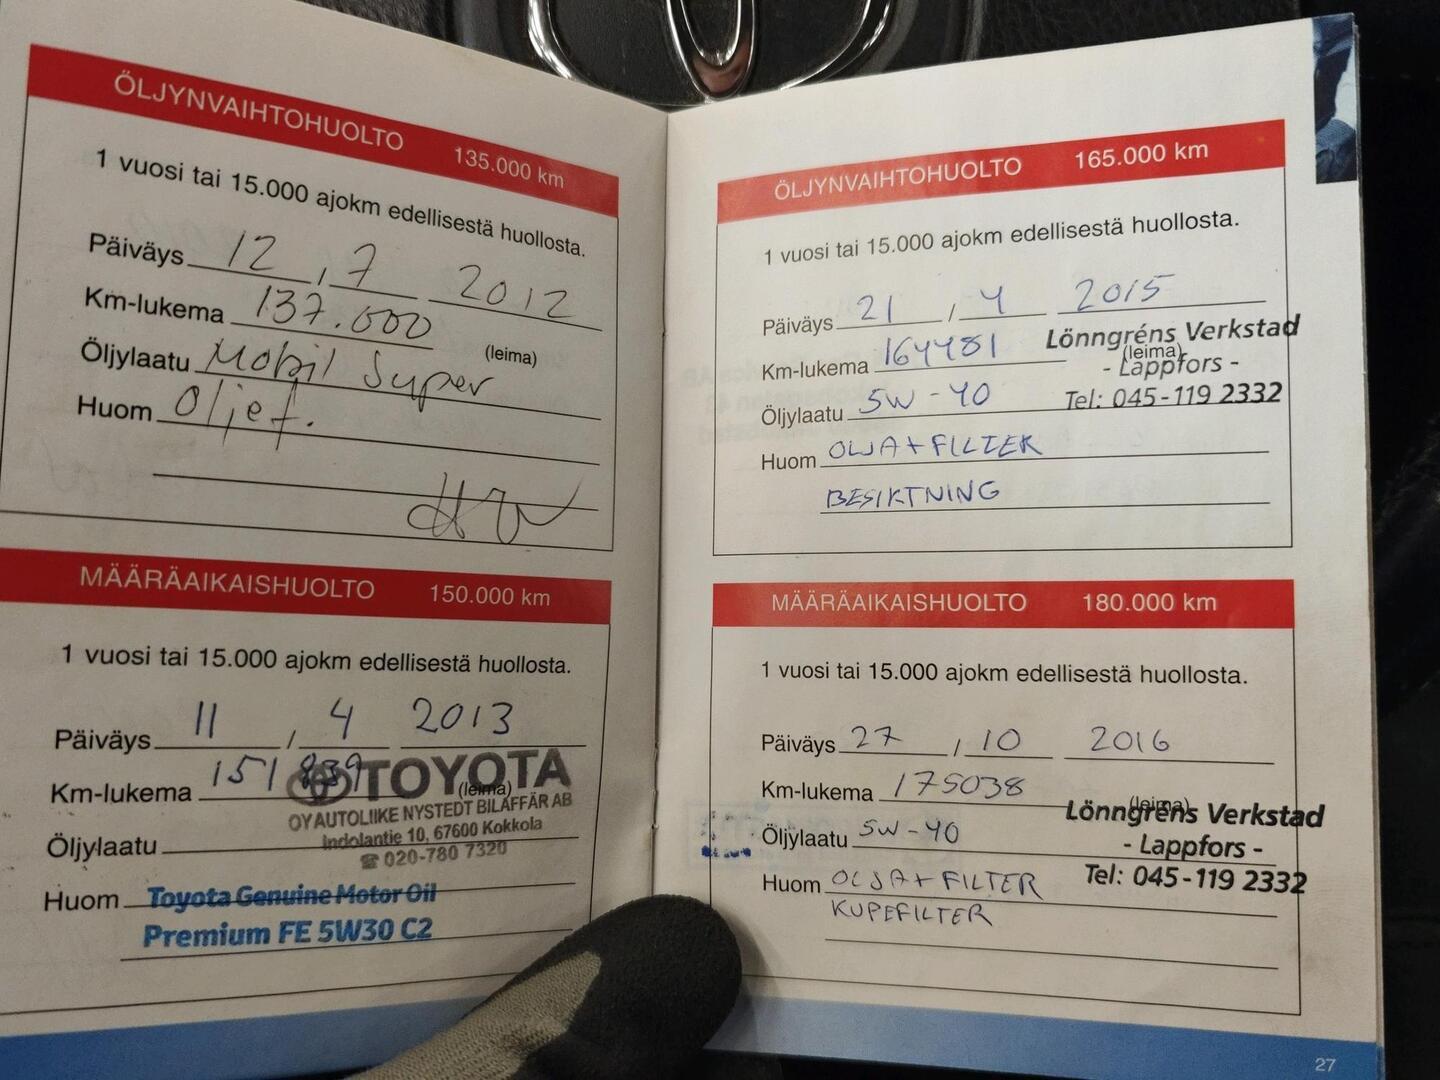 ÖLJYNVAIHTOHUOLTO 135.000 km
1 vuosi tai 15.000 ajokm edellisestä huollosta.
Päiväys 12 , 7 2012
Km-lukema 137.000
(leima)
Öljylaatu Mobil Super
Huom Oljef.
MÄÄRÄAIKAISHUOLTO 150.000 km
1 vuosi tai 15.000 ajokm edellisestä huollosta.
Päiväys 11 / 4 2013
Km-lukema 151839
(leima)
TOYOTA
OY AUTOLIIKE NYSTEDT BILAFFÄR AB
Indolantie 10, 67600 Kokkola
☎ 020-780 7320
Öljylaatu
Huom Toyota Genuine Motor Oil
Premium FE 5W30 C2
ÖLJYNVAIHTOHUOLTO 165.000 km
1 vuosi tai 15.000 ajokm edellisestä huollosta.
Päiväys 21 / 4 2015
Km-lukema 164481
(leima)
Lönngréns Verkstad
- Lappfors -
Tel: 045-119 2332
Öljylaatu 5W-40
Huom OLJA+FILTER
BESIKTNING
MÄÄRÄAIKAISHUOLTO 180.000 km
1 vuosi tai 15.000 ajokm edellisestä huollosta.
Päiväys 27 / 10 2016
Km-lukema 175038
(leima)
Lönngréns Verkstad
- Lappfors -
Tel: 045-119 2332
Öljylaatu 5W-40
Huom OLJA+FILTER
KUPEFILTER
27